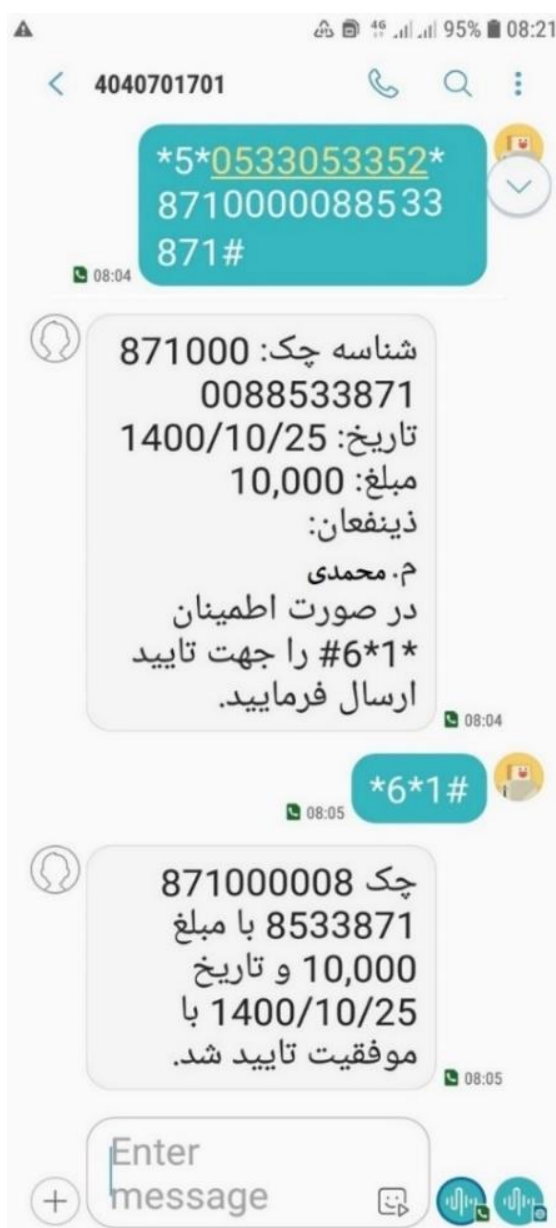 4G 95% 08:21
4040701701
*5*0533053352*
8710000088533
871#
08:04
شناسه چک: 871000
0088533871
تاریخ: 1400/10/25
مبلغ: 10,000
ذینفعان:
م. محمدی
در صورت اطمینان
*1*6# را جهت تایید
ارسال فرمایید.
08:04
*6*1#
08:05
چک 871000008
8533871 با مبلغ
10,000 و تاریخ
1400/10/25 با
موفقیت تایید شد.
08:05
Enter
message